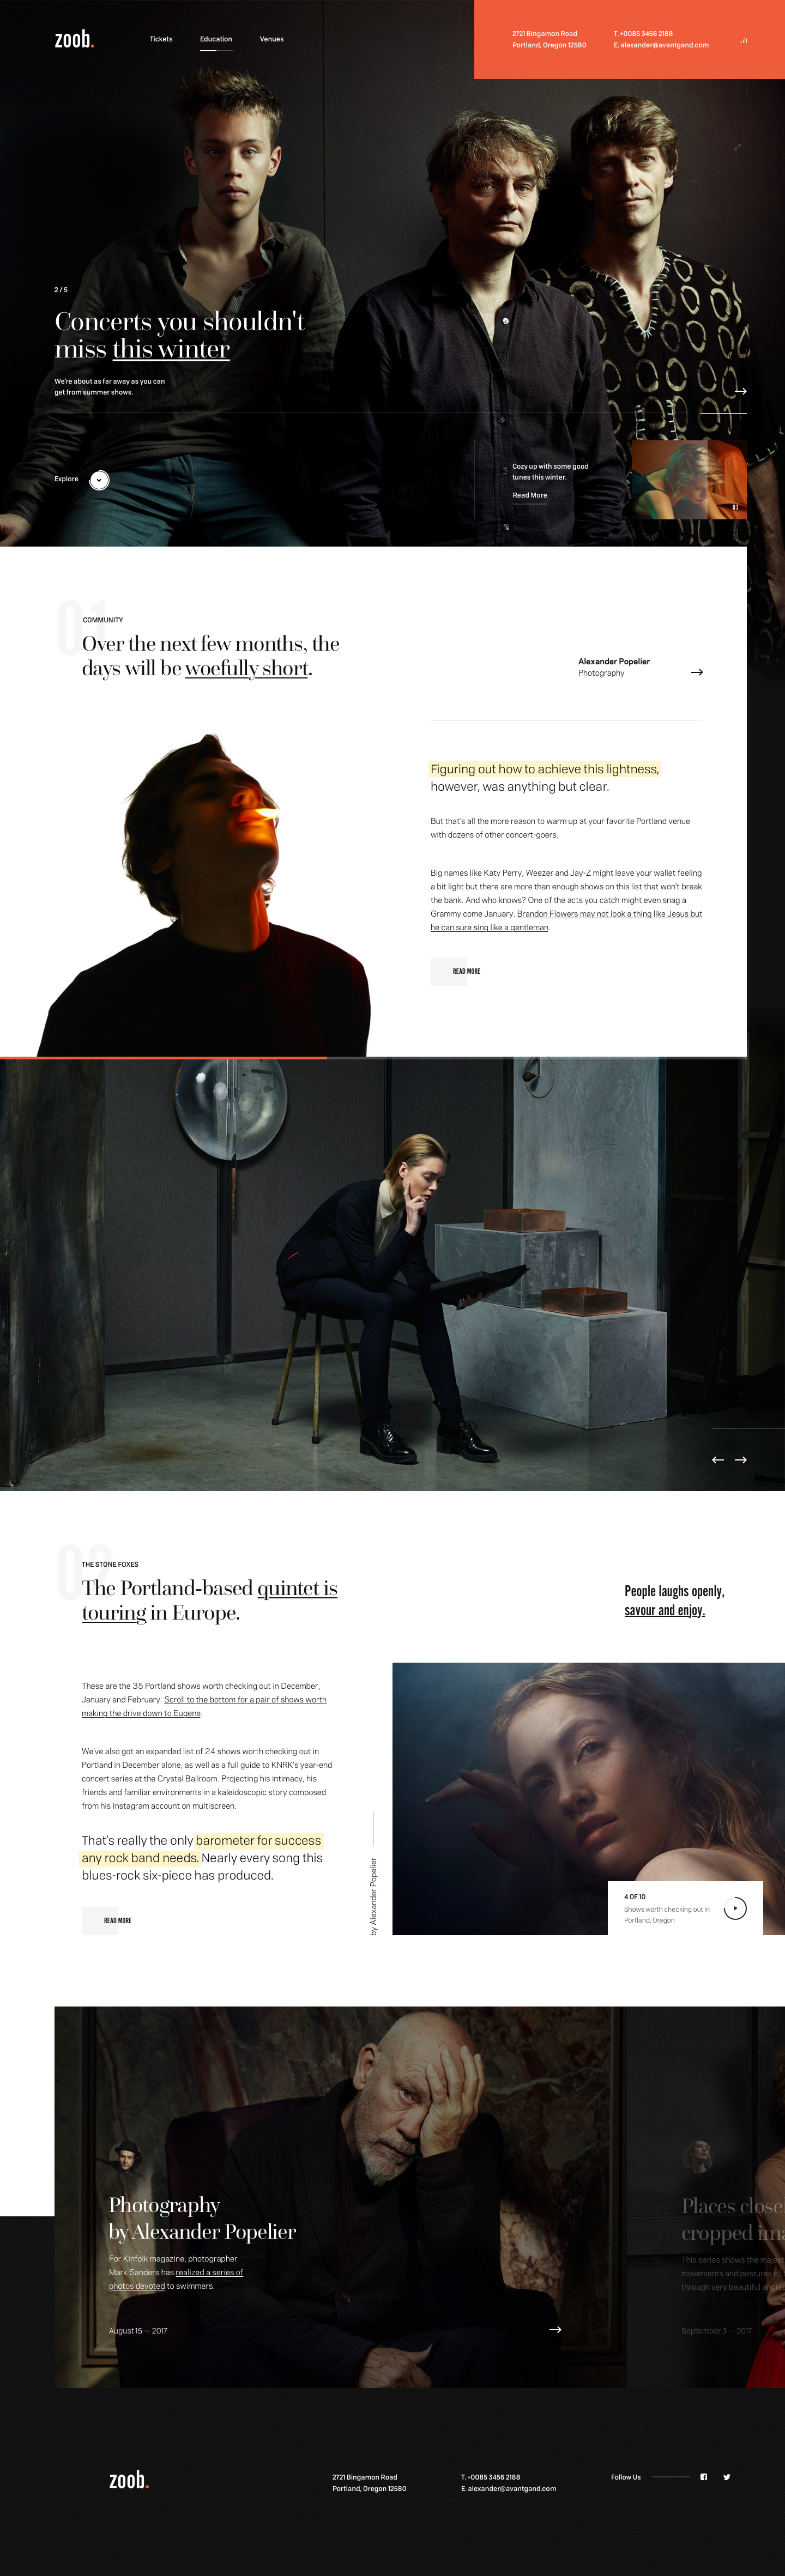 zoob.
Tickets
Education
Venues
2721 Bingamon Road
Portland, Oregon 12580
T. +0085 3456 2188
E. alexander@avantgand.com
2 / 5
Concerts you shouldn't
miss this winter
We're about as far away as you can
get from summer shows.
Explore
Cozy up with some good
tunes this winter.
Read More
03
01
COMMUNITY
Over the next few months, the
days will be woefully short.
Alexander Popelier
Photography
Figuring out how to achieve this lightness,
however, was anything but clear.
But that's all the more reason to warm up at your favorite Portland venue
with dozens of other concert-goers.
Big names like Katy Perry, Weezer and Jay-Z might leave your wallet feeling
a bit light but there are more than enough shows on this list that won't break
the bank. And who knows? One of the acts you catch might even snag a
Grammy come January. Brandon Flowers may not look a thing like Jesus but
he can sure sing like a gentleman.
READ MORE
02
THE STONE FOXES
The Portland-based quintet is
touring in Europe.
People laughs openly,
savour and enjoy.
These are the 35 Portland shows worth checking out in December,
January and February. Scroll to the bottom for a pair of shows worth
making the drive down to Eugene.
We've also got an expanded list of 24 shows worth checking out in
Portland in December alone, as well as a full guide to KNRK's year-end
concert series at the Crystal Ballroom. Projecting his intimacy, his
friends and familiar environments in a kaleidoscopic story composed
from his Instagram account on multiscreen.
That's really the only barometer for success
any rock band needs. Nearly every song this
blues-rock six-piece has produced.
READ MORE
by Alexander Popelier
4 OF 10
Shows worth checking out in
Portland, Oregon
Photography
by Alexander Popelier
For Kinfolk magazine, photographer
Mark Sanders has realized a series of
photos devoted to swimmers.
August 15 — 2017
Places close
cropped ima
This series shows the majest
movements and postures of
through very beautiful angle
September 3 — 2017
zoob.
2721 Bingamon Road
Portland, Oregon 12580
T. +0085 3456 2188
E. alexander@avantgand.com
Follow Us